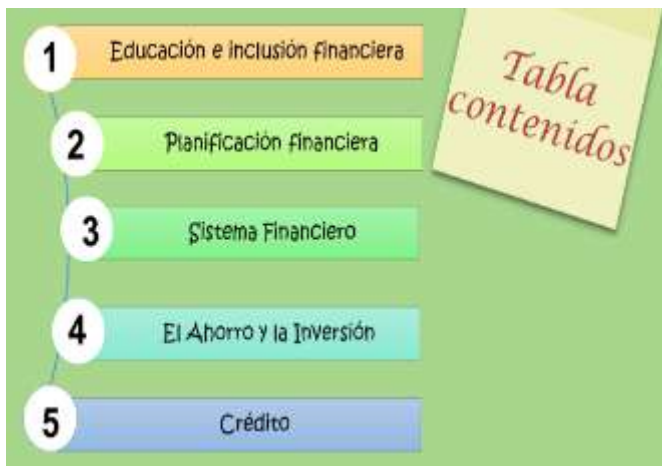 Tabla
contenidos
1 Educación e inclusión financiera
2 Planificación financiera
3 Sistema Financiero
4 El Ahorro y la Inversión
5 Crédito